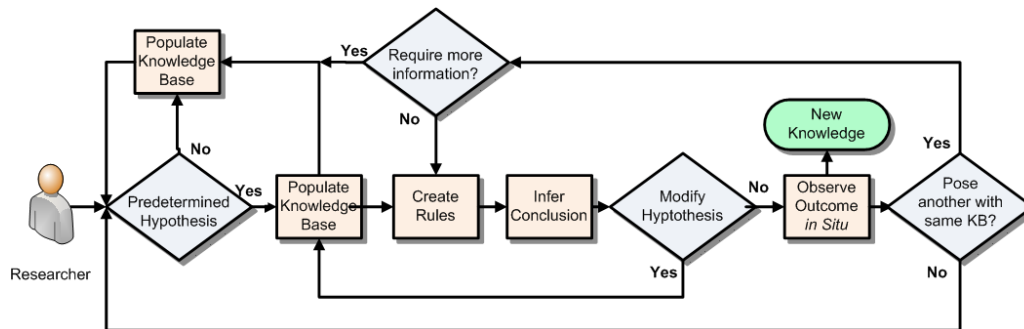 Populate
Knowledge
Base
Yes
Require more
information?
No
New
Knowledge
Yes
No
Researcher
Predetermined
Hypothesis
Yes
Populate
Knowledge
Base
Create
Rules
Infer
Conclusion
Modify
Hyptothesis
No
Yes
Observe
Outcome
in Situ
Pose
another with
same KB?
No